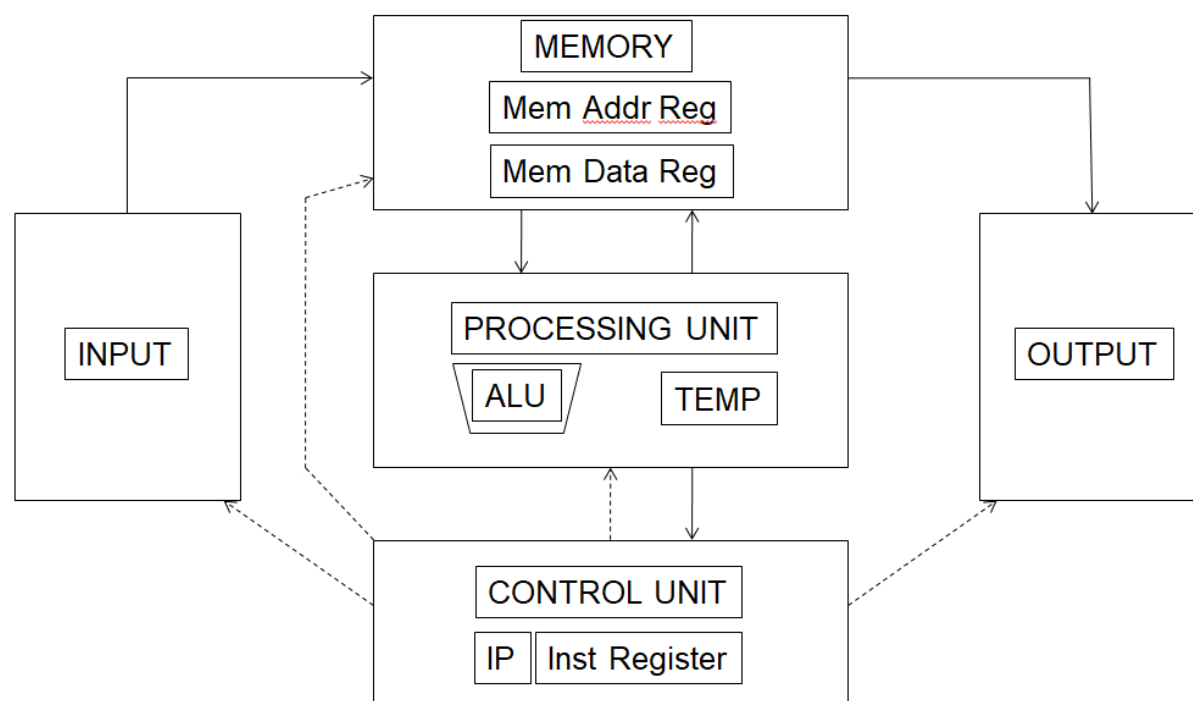 MEMORY
Mem Addr Reg
Mem Data Reg
INPUT
PROCESSING UNIT
ALU
TEMP
OUTPUT
CONTROL UNIT
IP
Inst Register